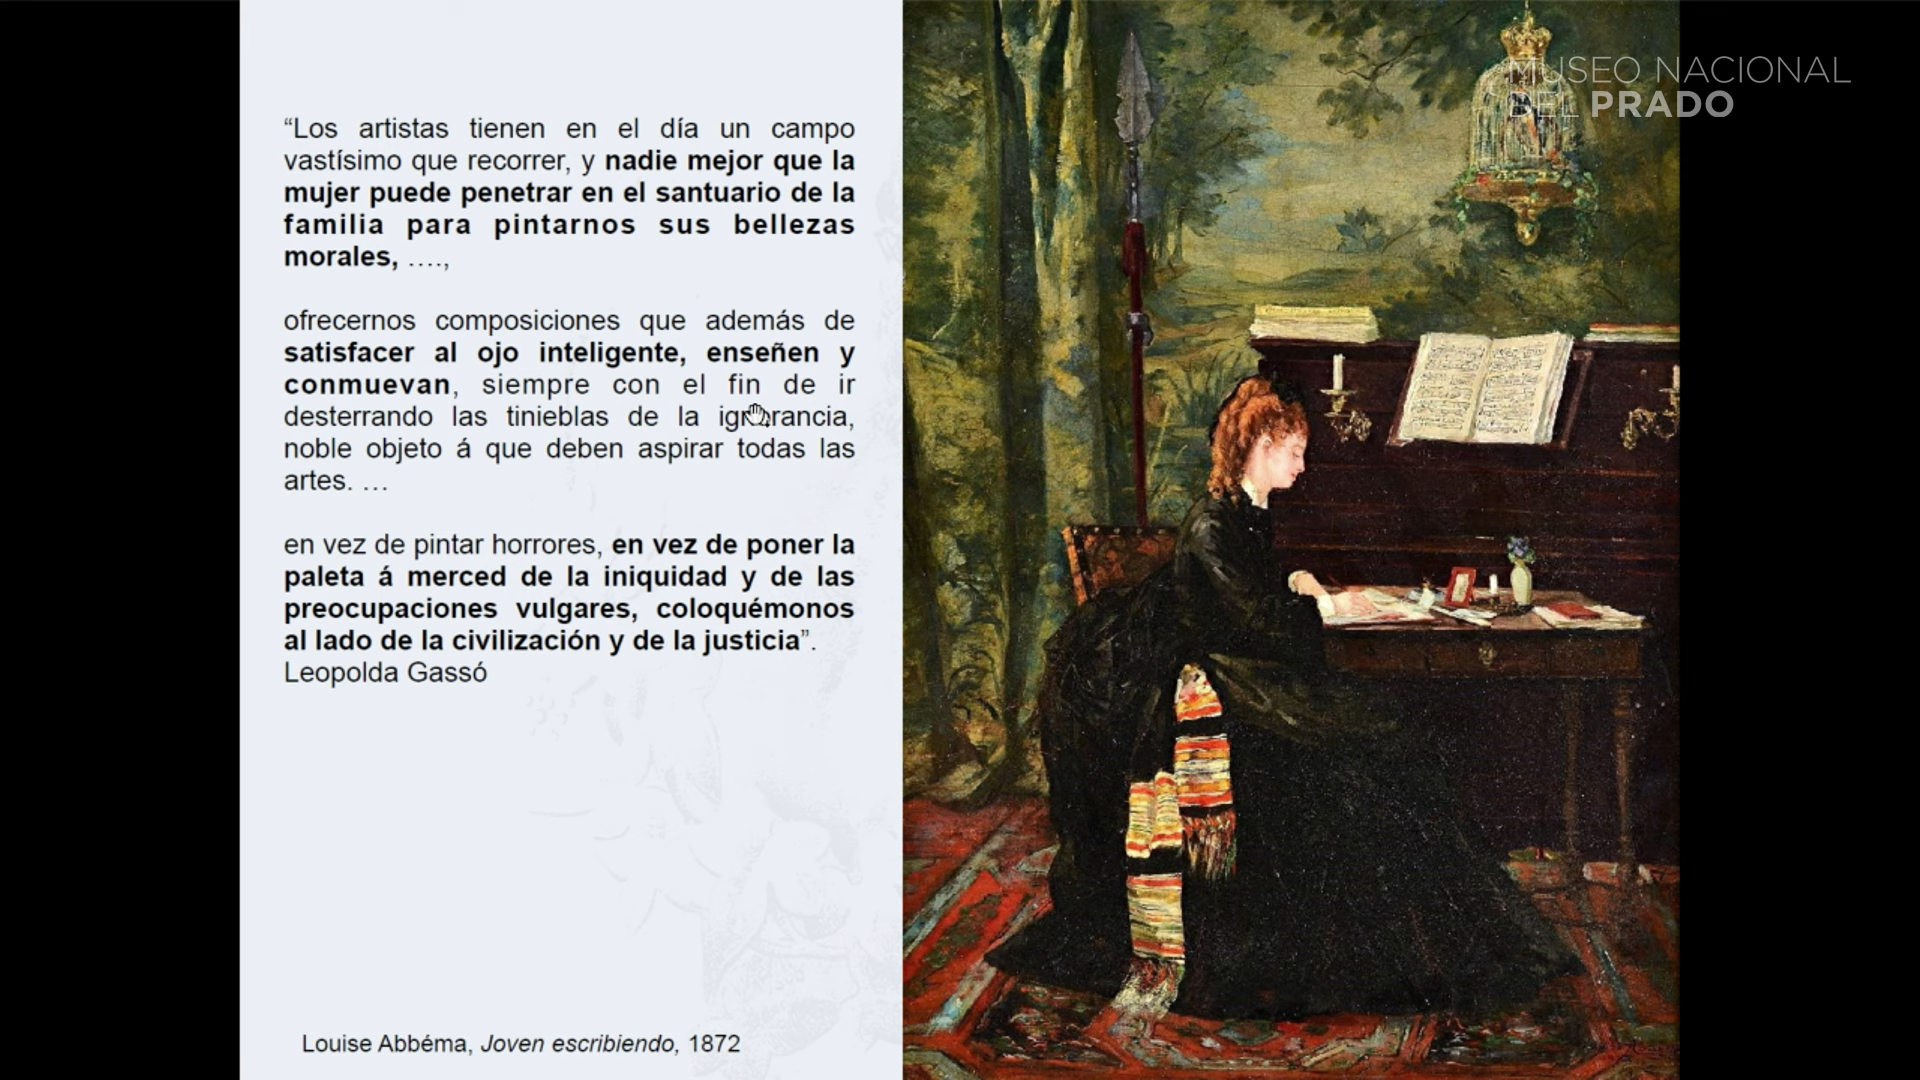 “Los artistas tienen en el día un campo
vastísimo que recorrer, y nadie mejor que la
mujer puede penetrar en el santuario de la
familia para pintarnos sus bellezas
morales, ….,
ofrecernos composiciones que además de
satisfacer al ojo inteligente, enseñen y
conmuevan, siempre con el fin de ir
desterrando las tinieblas de la ignorancia,
noble objeto á que deben aspirar todas las
artes. …
en vez de pintar horrores, en vez de poner la
paleta á merced de la iniquidad y de las
preocupaciones vulgares, coloquémonos
al lado de la civilización y de la justicia”.
Leopolda Gassó
Louise Abbéma, Joven escribiendo, 1872
MUSEO NACIONAL
DEL PRADO